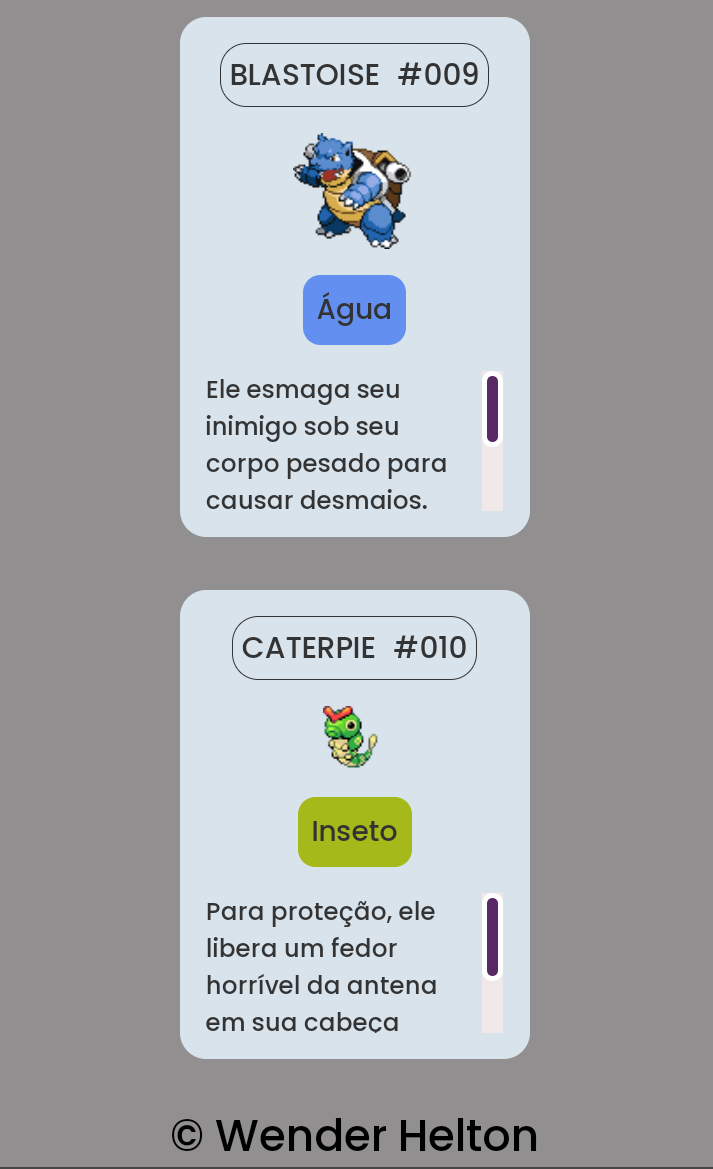 BLASTOISE #009
Água
Ele esmaga seu
inimigo sob seu
corpo pesado para
causar desmaios.
CATERPIE #010
Inseto
Para proteção, ele
libera um fedor
horrível da antena
em sua cabeça
© Wender Helton